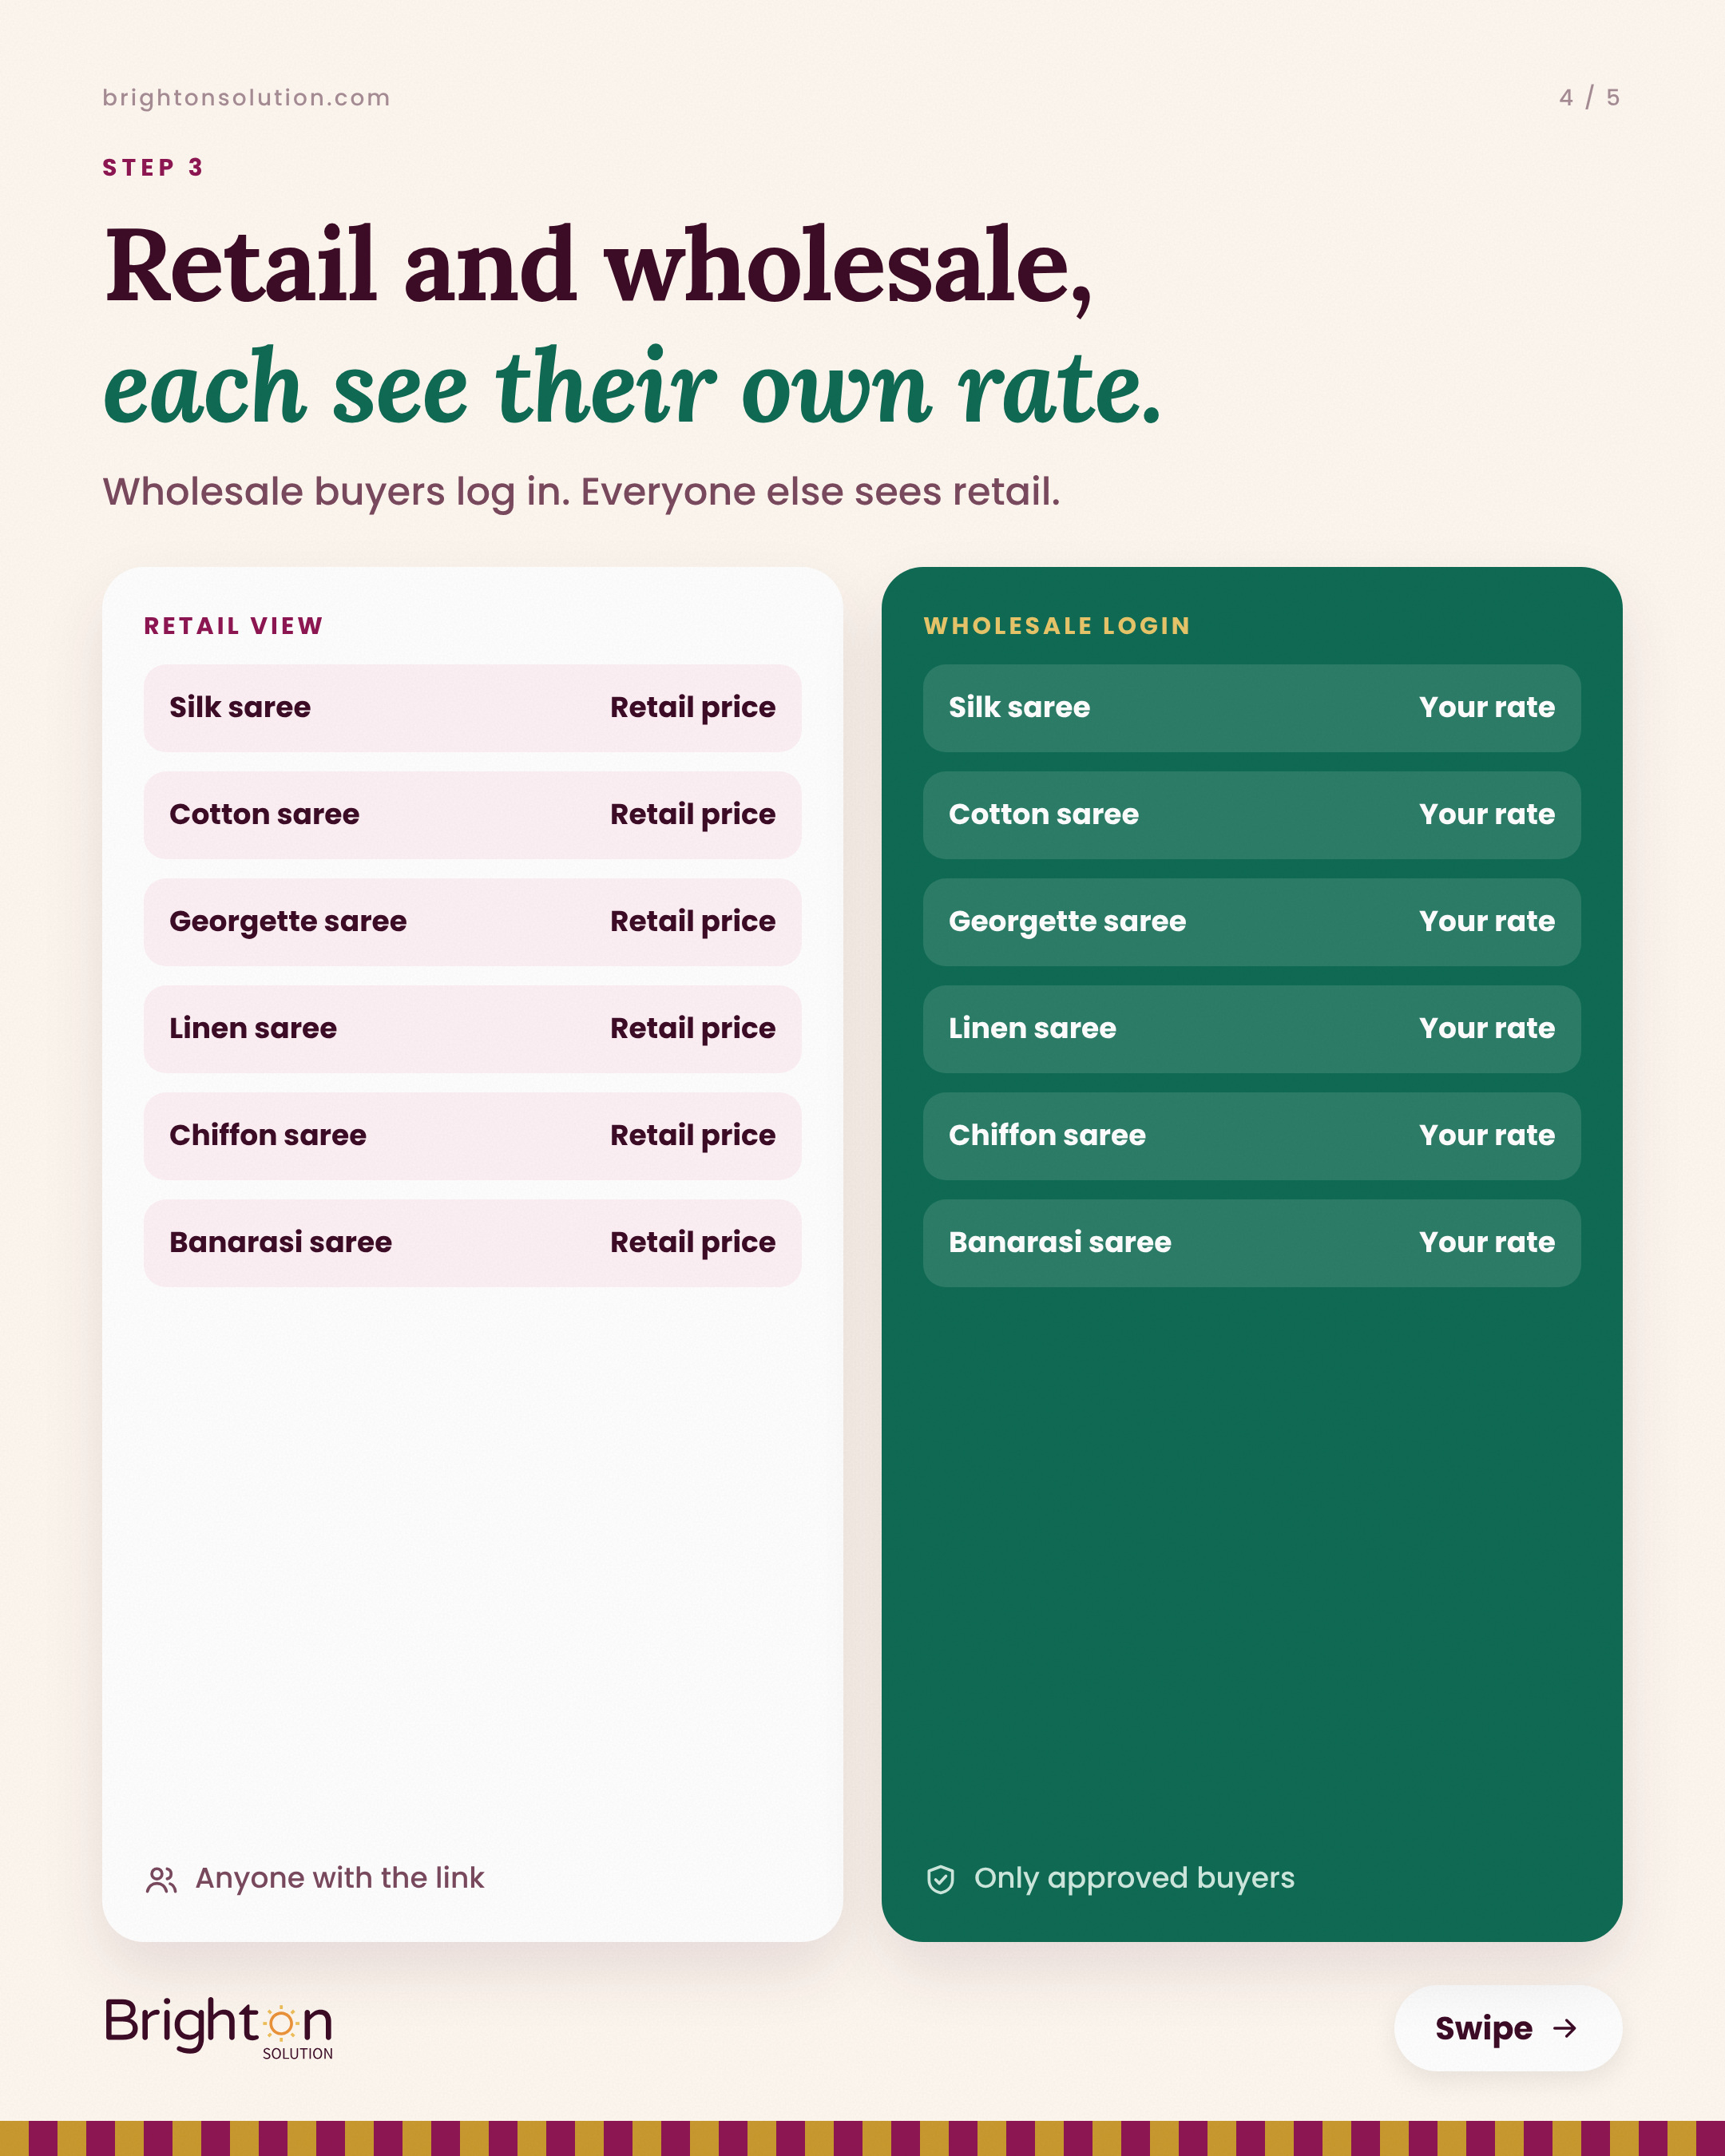 brightonsolution.com
4 / 5
STEP 3
Retail and wholesale,
each see their own rate.
Wholesale buyers log in. Everyone else sees retail.
RETAIL VIEW
Silk saree Retail price
Cotton saree Retail price
Georgette saree Retail price
Linen saree Retail price
Chiffon saree Retail price
Banarasi saree Retail price
Anyone with the link
WHOLESALE LOGIN
Silk saree Your rate
Cotton saree Your rate
Georgette saree Your rate
Linen saree Your rate
Chiffon saree Your rate
Banarasi saree Your rate
Only approved buyers
Brighton
SOLUTION
Swipe →